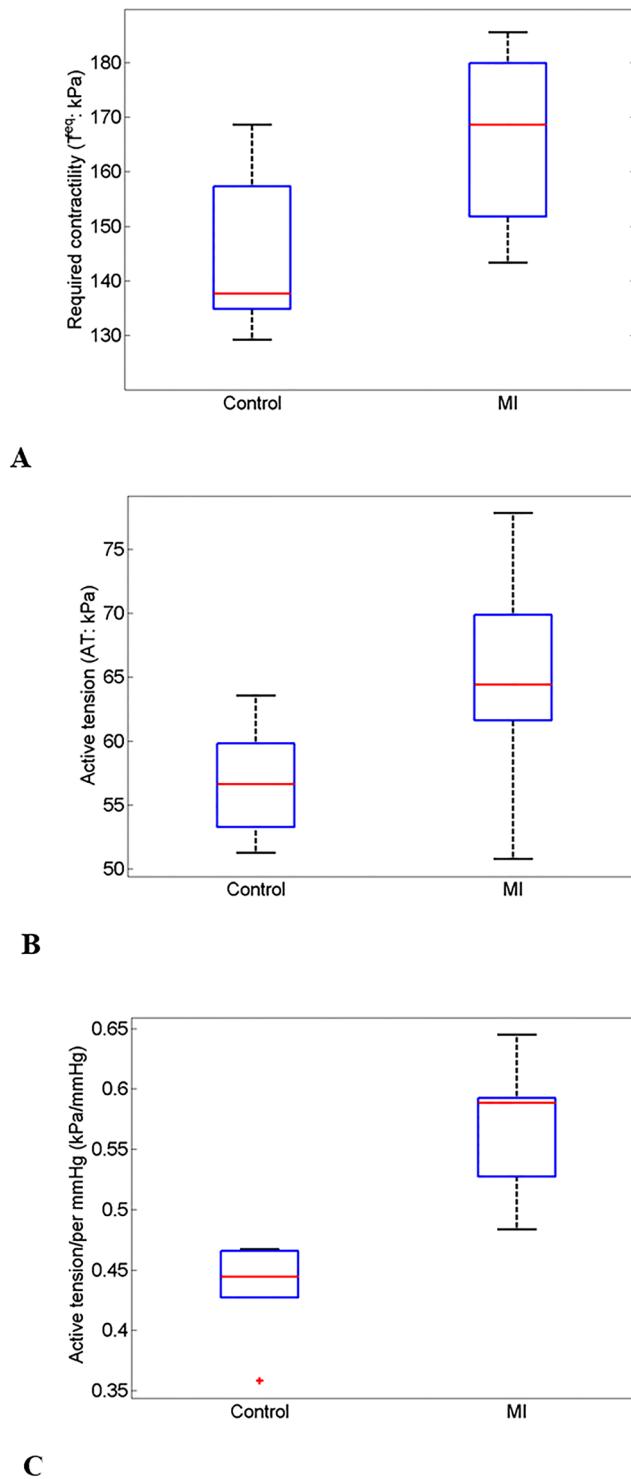 Required contractility (T^req: kPa)
180
170
160
150
140
130
Control MI
A
Active tension (AT: kPa)
75
70
65
60
55
50
Control MI
B
Active tension/per mmHg (kPa/mmHg)
0.65
0.6
0.55
0.5
0.45
0.4
0.35
Control MI
C